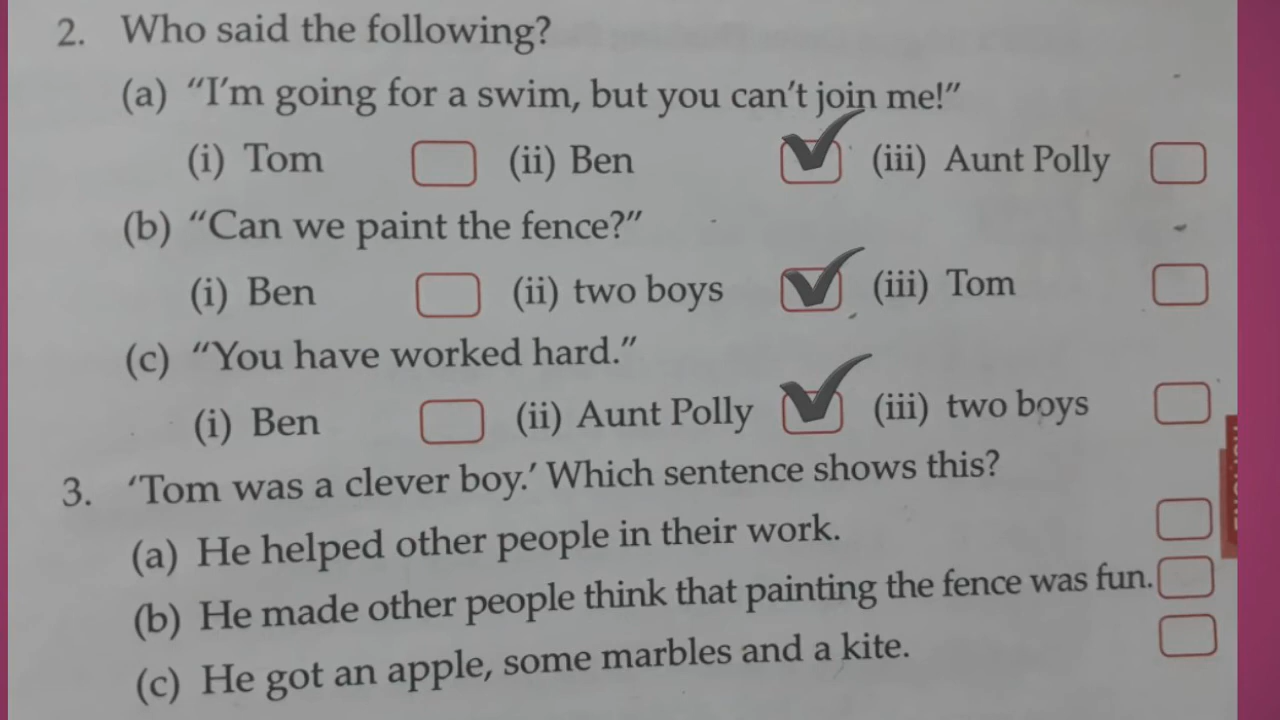 2. Who said the following?
(a) “I’m going for a swim, but you can’t join me!”
(i) Tom (ii) Ben (iii) Aunt Polly
(b) “Can we paint the fence?”
(i) Ben (ii) two boys (iii) Tom
(c) “You have worked hard.”
(i) Ben (ii) Aunt Polly (iii) two boys
3. ‘Tom was a clever boy.’ Which sentence shows this?
(a) He helped other people in their work.
(b) He made other people think that painting the fence was fun.
(c) He got an apple, some marbles and a kite.